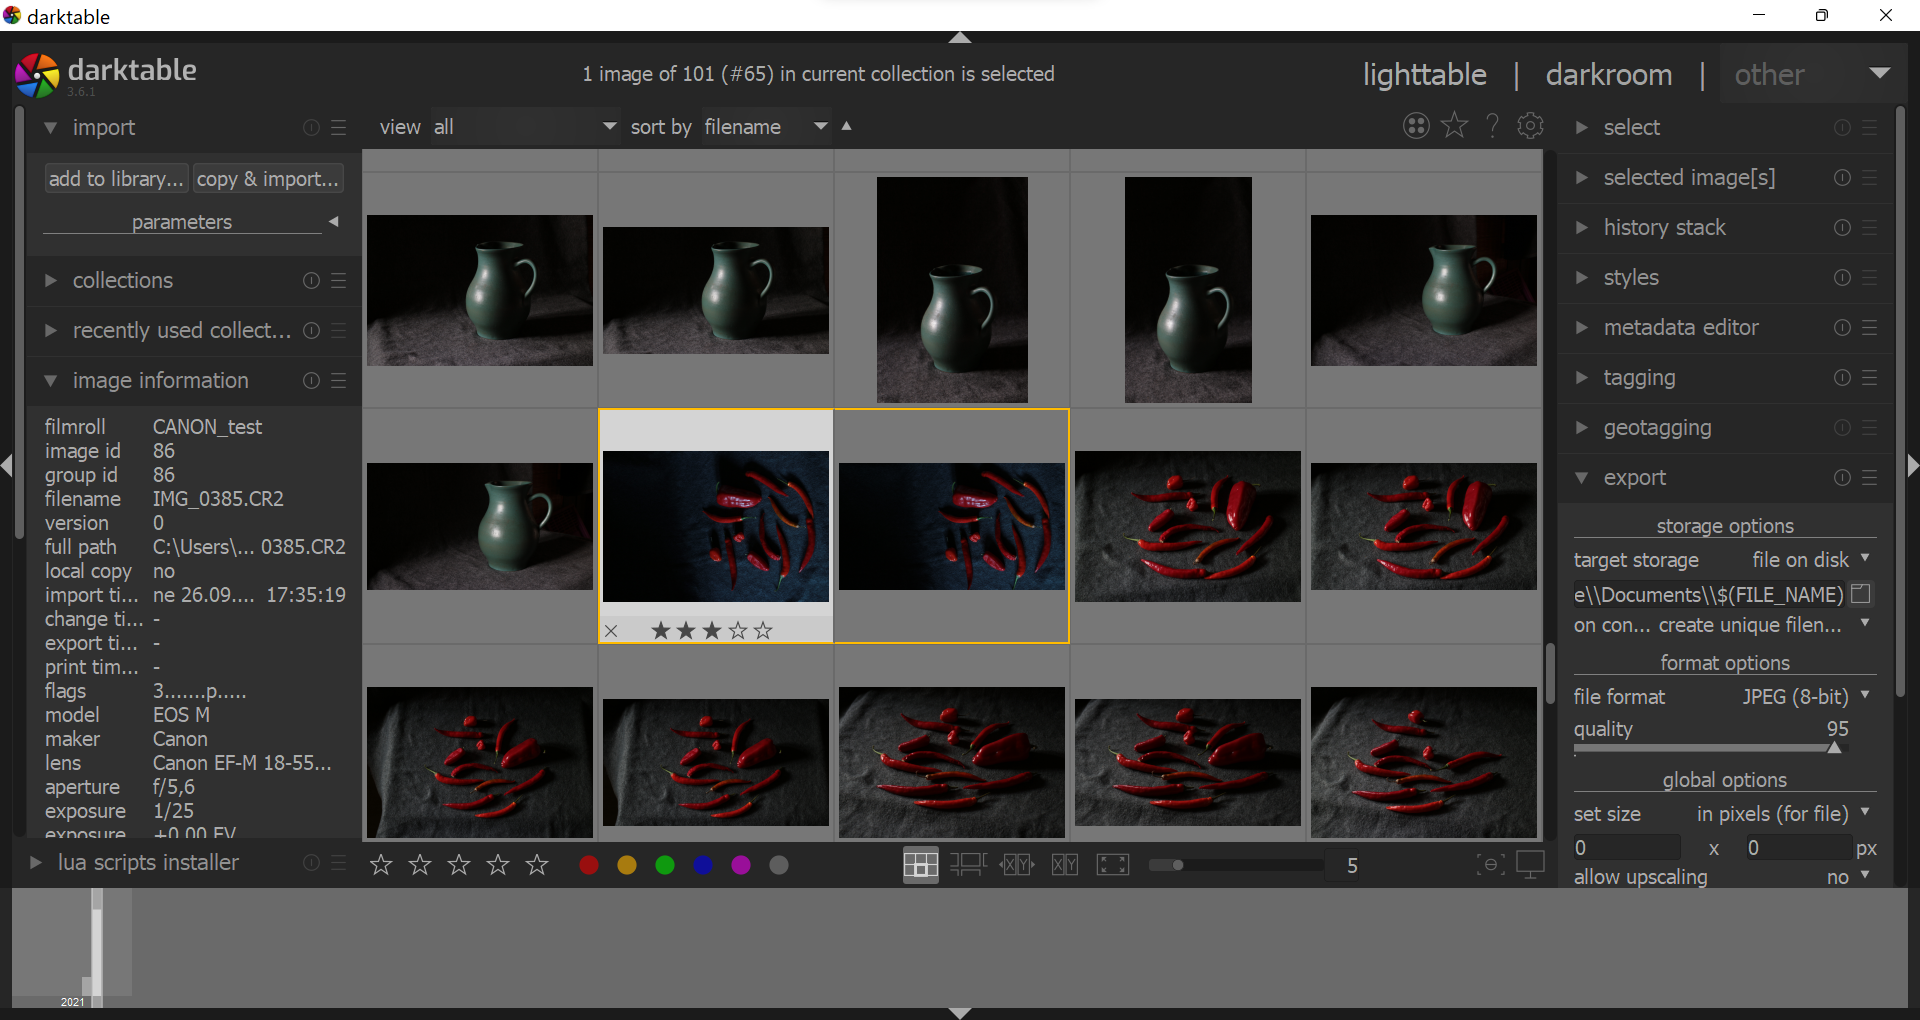 darktable
darktable
3.6.1
1 image of 101 (#65) in current collection is selected
lighttable | darkroom | other
import
view all sort by filename
add to library... copy & import...
parameters
collections
recently used collect...
image information
filmroll CANON_test
image id 86
group id 86
filename IMG_0385.CR2
version 0
full path C:\Users\... 0385.CR2
local copy no
import ti... ne 26.09.... 17:35:19
change ti... -
export ti... -
print tim... -
flags 3.......p.....
model EOS M
maker Canon
lens Canon EF-M 18-55...
aperture f/5,6
exposure 1/25
exposure +0,00 EV
lua scripts installer
5
select
selected image[s]
history stack
styles
metadata editor
tagging
geotagging
export
storage options
target storage file on disk
e\\Documents\\$(FILE_NAME)
on con... create unique filen...
format options
file format JPEG (8-bit)
quality 95
global options
set size in pixels (for file)
0 x 0 px
allow upscaling no
2021